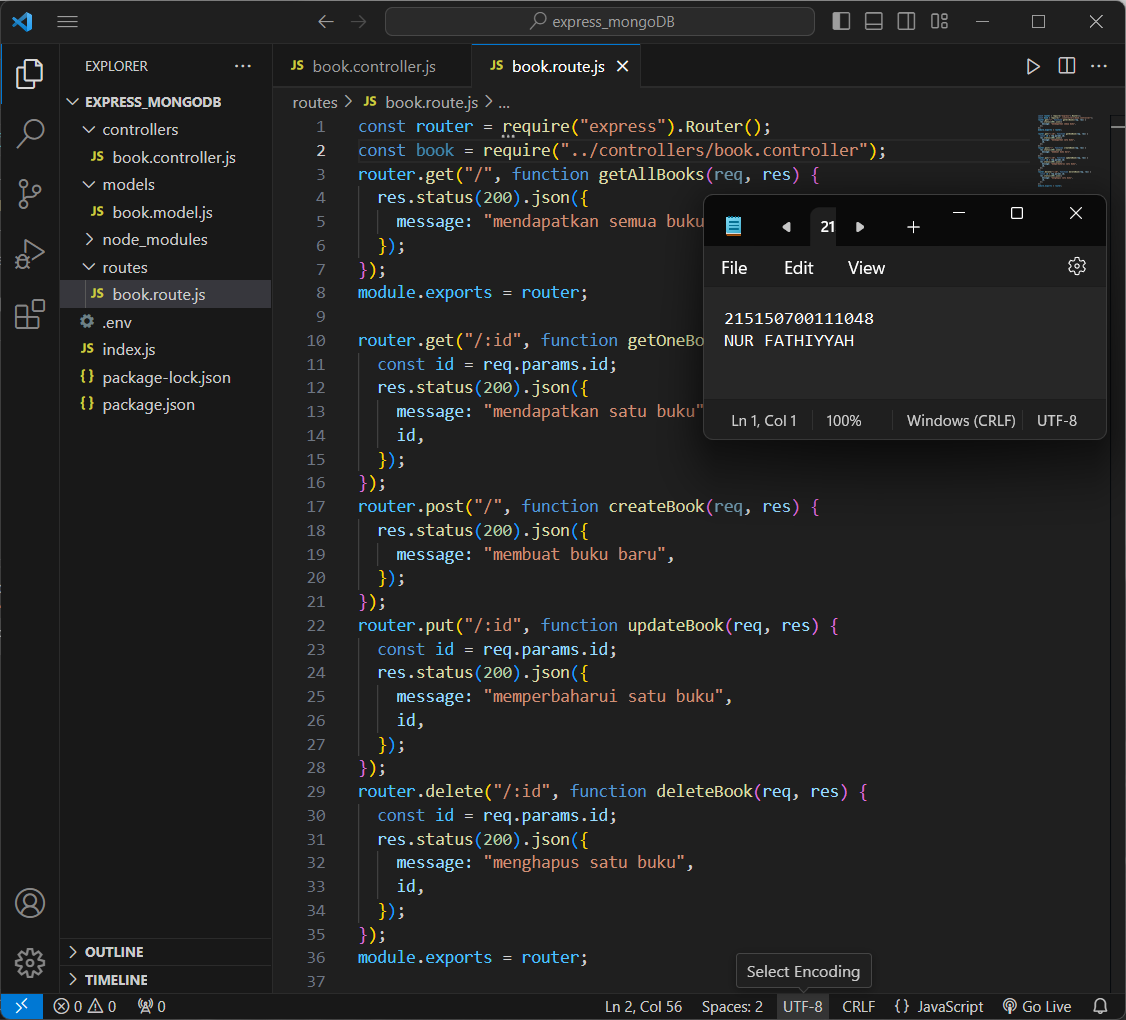 express_mongoDB
EXPLORER
EXPRESS_MONGODB
controllers
JS book.controller.js
models
JS book.model.js
node_modules
routes
JS book.route.js
.env
JS index.js
{} package-lock.json
{} package.json
OUTLINE
TIMELINE
JS book.controller.js
JS book.route.js
routes > JS book.route.js > ...
1 const router = require("express").Router();
2 const book = require("../controllers/book.controller");
3 router.get("/", function getAllBooks(req, res) {
4 res.status(200).json({
5 message: "mendapatkan semua buku
6 });
7 });
8 module.exports = router;
9
10 router.get("/:id", function getOneBo
11 const id = req.params.id;
12 res.status(200).json({
13 message: "mendapatkan satu buku"
14 id,
15 });
16 });
17 router.post("/", function createBook(req, res) {
18 res.status(200).json({
19 message: "membuat buku baru",
20 });
21 });
22 router.put("/:id", function updateBook(req, res) {
23 const id = req.params.id;
24 res.status(200).json({
25 message: "memperbaharui satu buku",
26 id,
27 });
28 });
29 router.delete("/:id", function deleteBook(req, res) {
30 const id = req.params.id;
31 res.status(200).json({
32 message: "menghapus satu buku",
33 id,
34 });
35 });
36 module.exports = router;
37
21
File Edit View
215150700111048
NUR FATHIYYAH
Ln 1, Col 1 100% Windows (CRLF) UTF-8
Select Encoding
0 0 0 Ln 2, Col 56 Spaces: 2 UTF-8 CRLF {} JavaScript Go Live